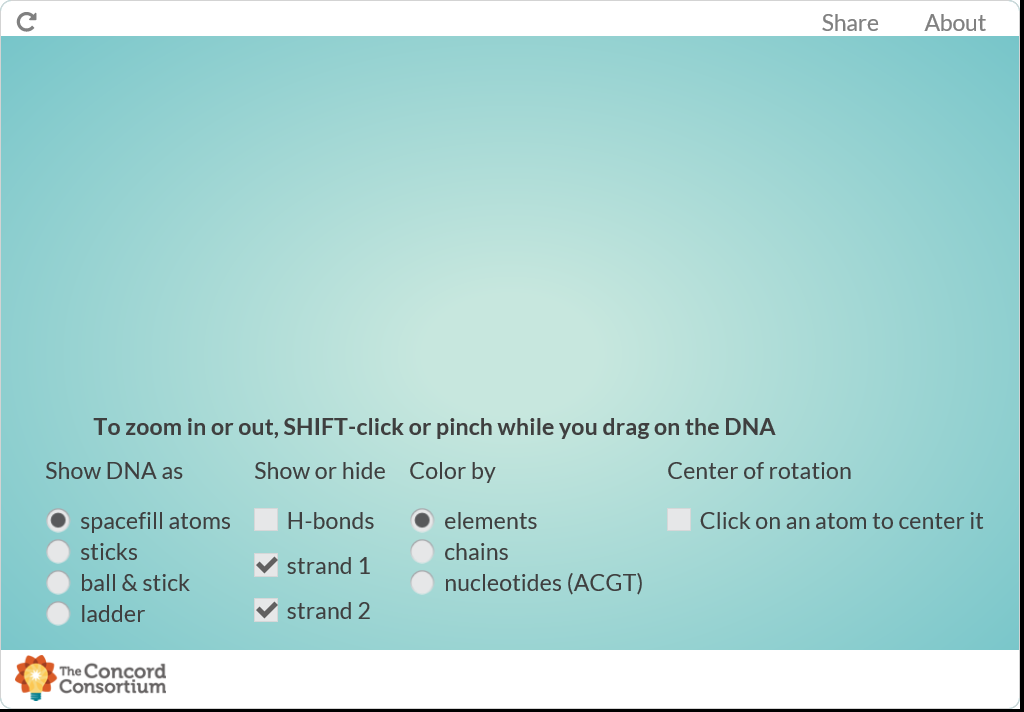 Share About
To zoom in or out, SHIFT-click or pinch while you drag on the DNA
Show DNA as Show or hide Color by Center of rotation
spacefill atoms H-bonds elements Click on an atom to center it
sticks strand 1 chains
ball & stick nucleotides (ACGT)
ladder strand 2
The Concord
Consortium